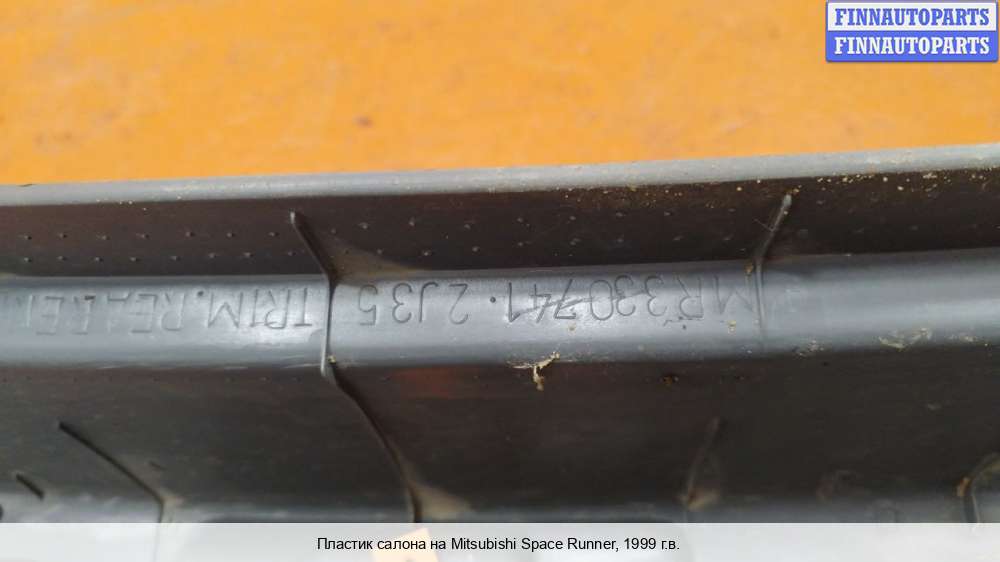 FINNAUTOPARTS
FINNAUTOPARTS
MR330741. 2J35
TRIM.RE
Пластик салона на Mitsubishi Space Runner, 1999 г.в.